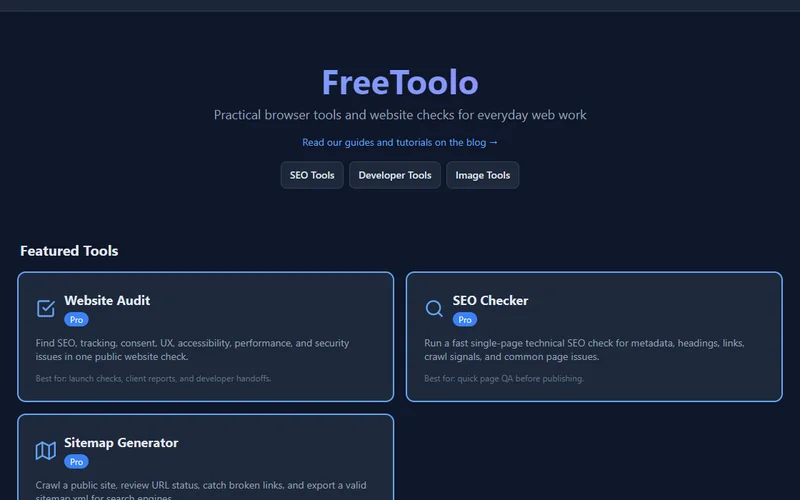 FreeToolo
Practical browser tools and website checks for everyday web work
Read our guides and tutorials on the blog →
SEO Tools
Developer Tools
Image Tools
Featured Tools
Website Audit
Pro
Find SEO, tracking, consent, UX, accessibility, performance, and security
issues in one public website check.
Best for: launch checks, client reports, and developer handoffs.
SEO Checker
Pro
Run a fast single-page technical SEO check for metadata, headings, links,
crawl signals, and common page issues.
Best for: quick page QA before publishing.
Sitemap Generator
Pro
Crawl a public site, review URL status, catch broken links, and export a valid
sitemap.xml for search engines.